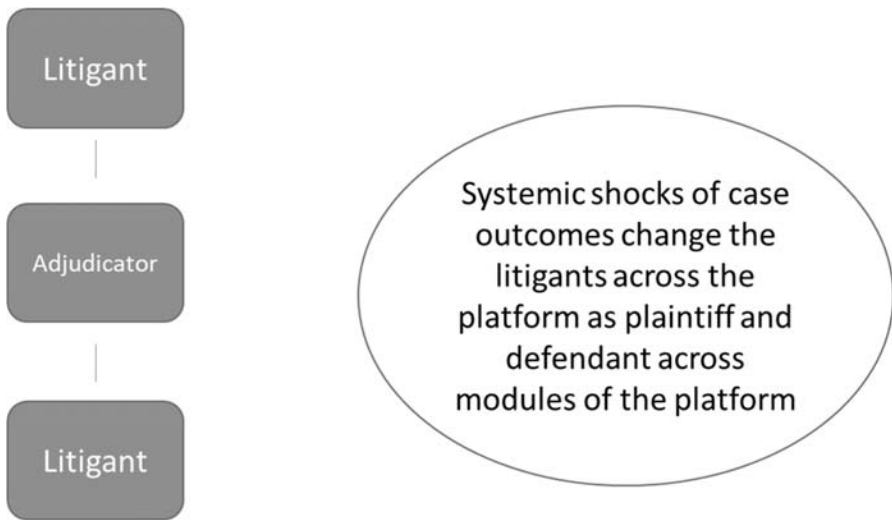 Litigant
Adjudicator
Litigant
Systemic shocks of case
outcomes change the
litigants across the
platform as plaintiff and
defendant across
modules of the platform